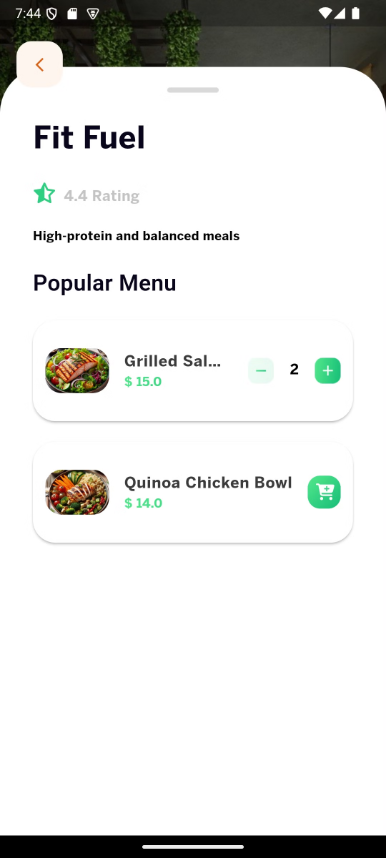 7:44
Fit Fuel
4.4 Rating
High-protein and balanced meals
Popular Menu
Grilled Sal...
2
$ 15.0
Quinoa Chicken Bowl
$ 14.0